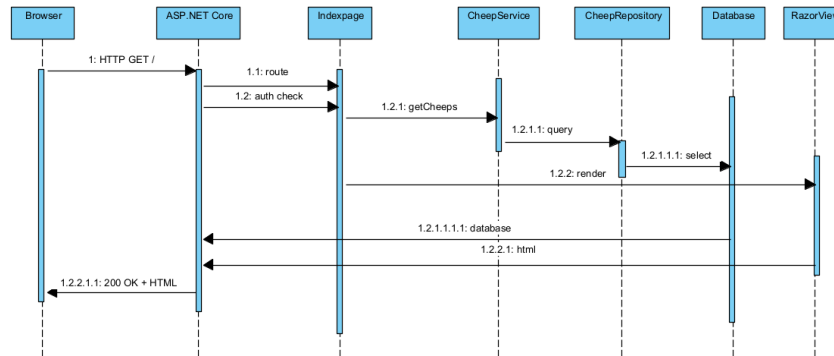 Browser
ASP.NET Core
Indexpage
CheepService
CheepRepository
Database
RazorView
1: HTTP GET /
1.1: route
1.2: auth check
1.2.1: getCheeps
1.2.1.1: query
1.2.1.1.1: select
1.2.2: render
1.2.1.1.1.1: database
1.2.2.1: html
1.2.2.1.1: 200 OK + HTML